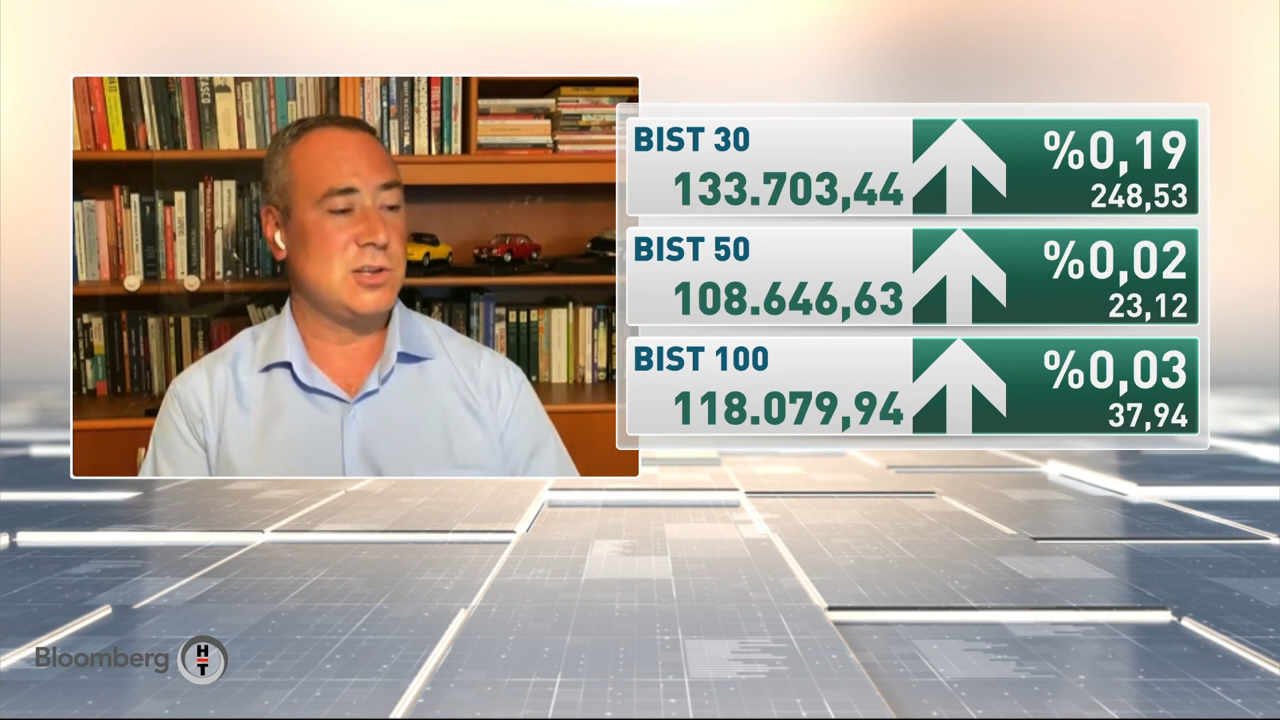 BIST 30
133.703,44
%0,19
248,53
BIST 50
108.646,63
%0,02
23,12
BIST 100
118.079,94
%0,03
37,94
Bloomberg HT